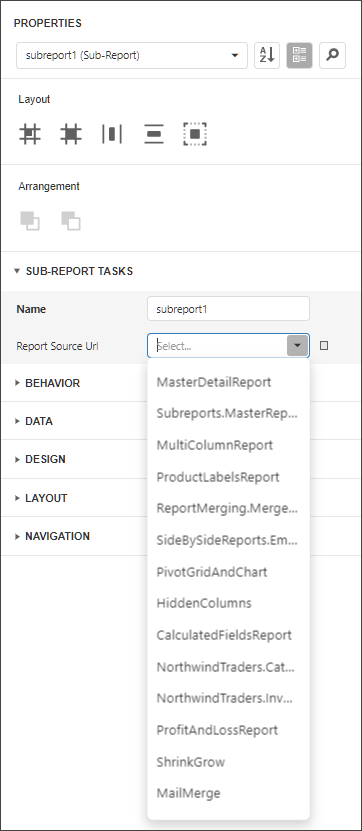 PROPERTIES
subreport1 (Sub-Report)
A
Z
Layout
Arrangement
SUB-REPORT TASKS
Name
subreport1
Report Source Url
Select...
MasterDetailReport
BEHAVIOR
Subreports.MasterRep...
DATA
MultiColumnReport
DESIGN
ProductLabelsReport
LAYOUT
ReportMerging.Merge...
NAVIGATION
SideBySideReports.Em...
PivotGridAndChart
HiddenColumns
CalculatedFieldsReport
NorthwindTraders.Cat...
NorthwindTraders.Inv...
ProfitAndLossReport
ShrinkGrow
MailMerge